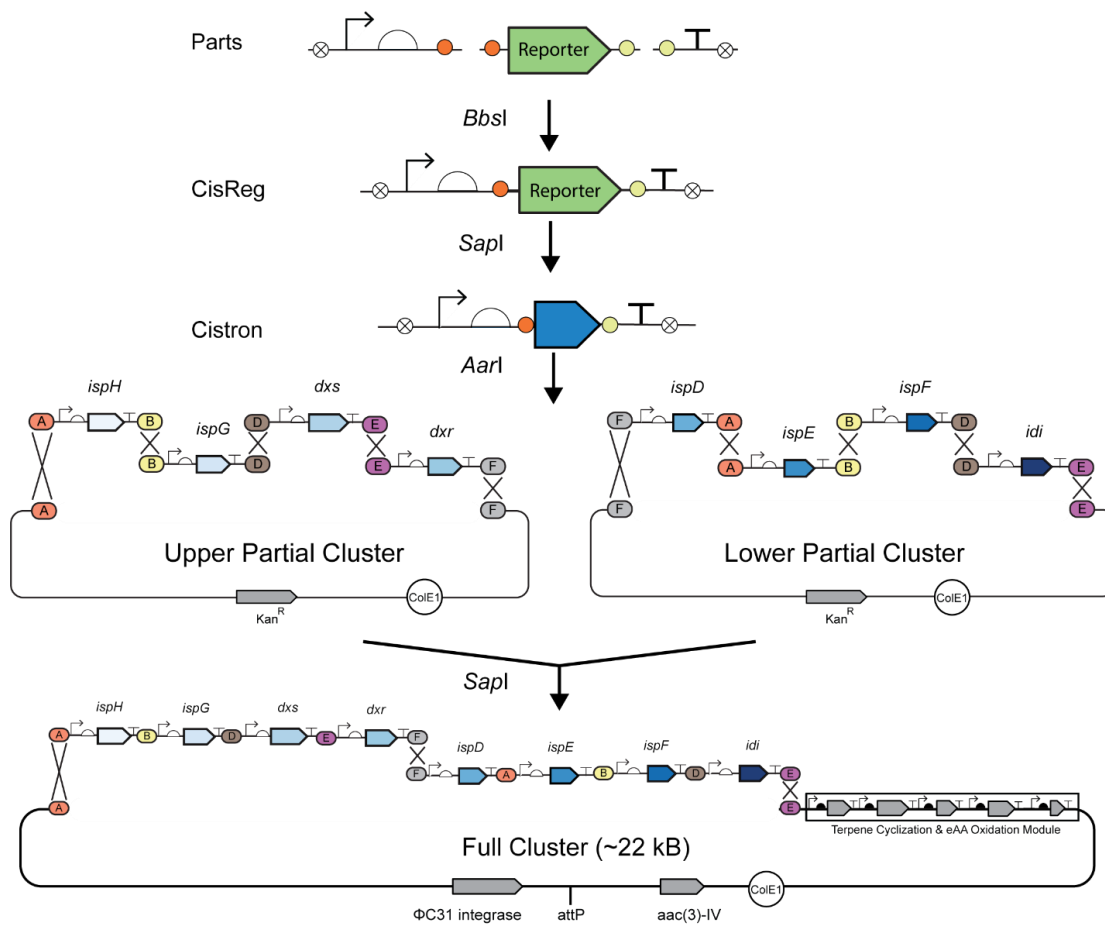 Parts
Reporter
BbsI
CisReg
Reporter
SapI
Cistron
AarI
ispH
dxs
A
B
D
E
ispG
dxr
B
D
E
F
A
F
Upper Partial Cluster
Kan^R
ColE1
ispD
ispF
F
A
B
D
ispE
idi
A
B
D
E
F
E
Lower Partial Cluster
Kan^R
ColE1
SapI
ispH ispG dxs dxr
A B D E F
ispD ispE ispF idi
F A B D E
A E
Terpene Cyclization & eAA Oxidation Module
Full Cluster (~22 kB)
ColE1
ΦC31 integrase attP aac(3)-IV